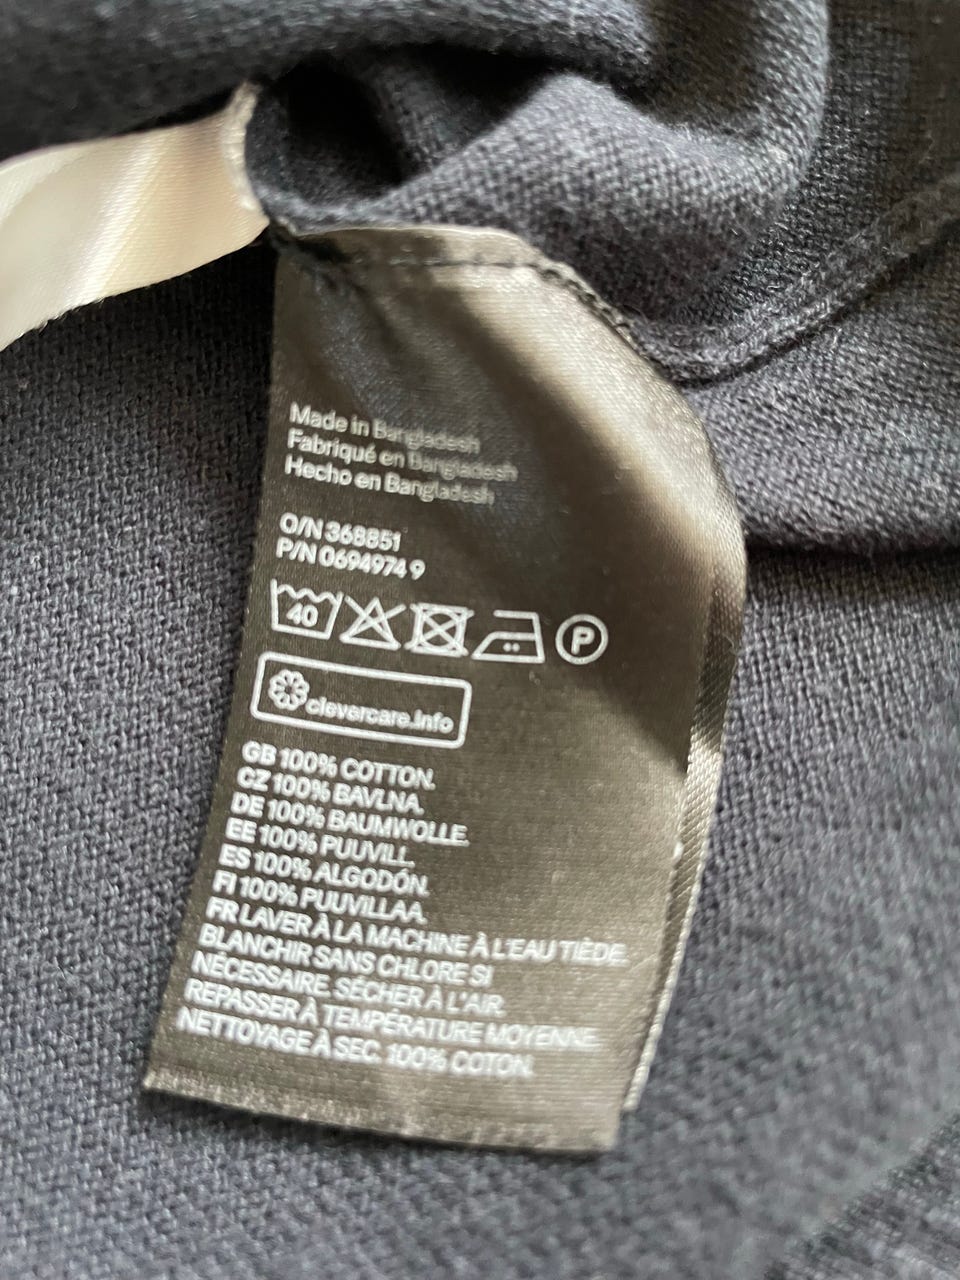 Made in Bangladesh
Fabriqué en Bangladesh
Hecho en Bangladesh
O/N 368851
P/N 0694974 9
40
P
clevercare.info
GB 100% COTTON.
CZ 100% BAVLNA.
DE 100% BAUMWOLLE.
EE 100% PUUVILL.
ES 100% ALGODÓN.
FI 100% PUUVILLAA.
FR LAVER À LA MACHINE À L'EAU TIÈDE.
BLANCHIR SANS CHLORE SI
NÉCESSAIRE. SÉCHER À L'AIR.
REPASSER À TEMPÉRATURE MOYENNE.
NETTOYAGE À SEC. 100% COTON.